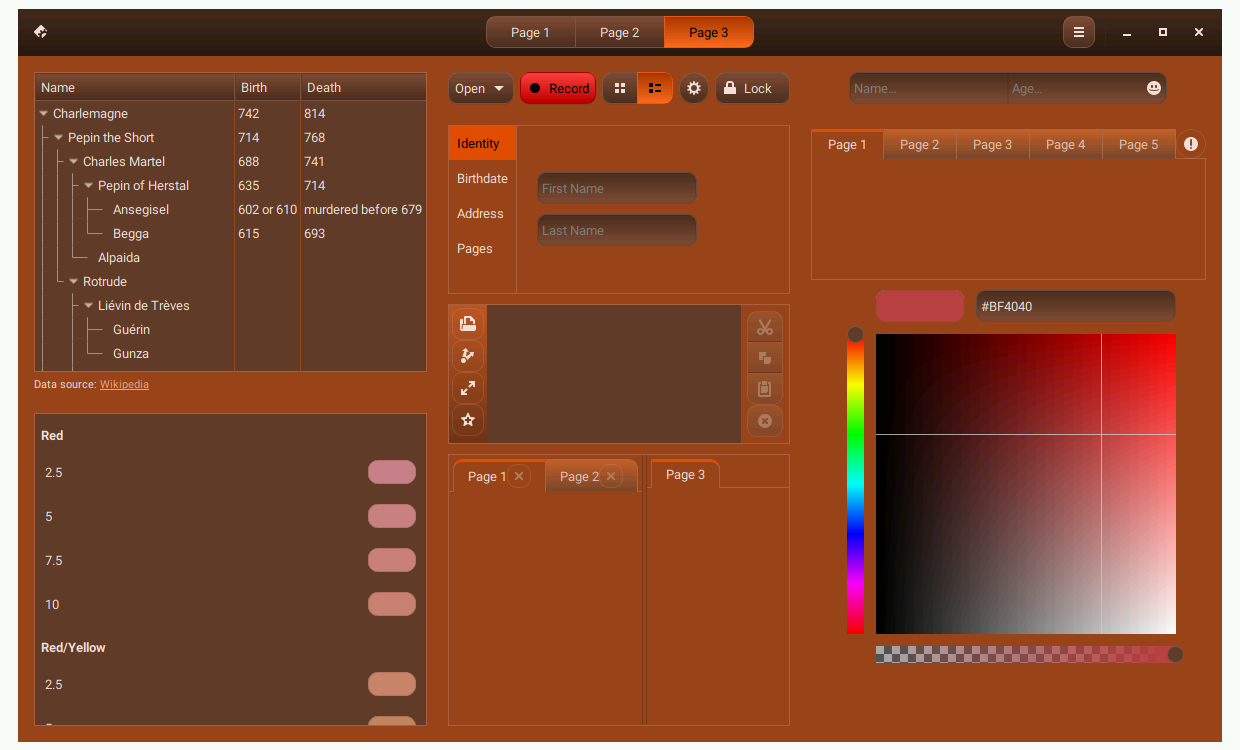 Page 1 Page 2 Page 3
Name Birth Death
Charlemagne 742 814
Pepin the Short 714 768
Charles Martel 688 741
Pepin of Herstal 635 714
Ansegisel 602 or 610 murdered before 679
Begga 615 693
Alpaida
Rotrude
Liévin de Trèves
Guérin
Gunza
Data source: Wikipedia
Red
2.5
5
7.5
10
Red/Yellow
2.5
Open Record Lock
Identity
Birthdate
Address
Pages
First Name
Last Name
Page 1 Page 2 Page 3
Name... Age...
Page 1 Page 2 Page 3 Page 4 Page 5
#BF4040